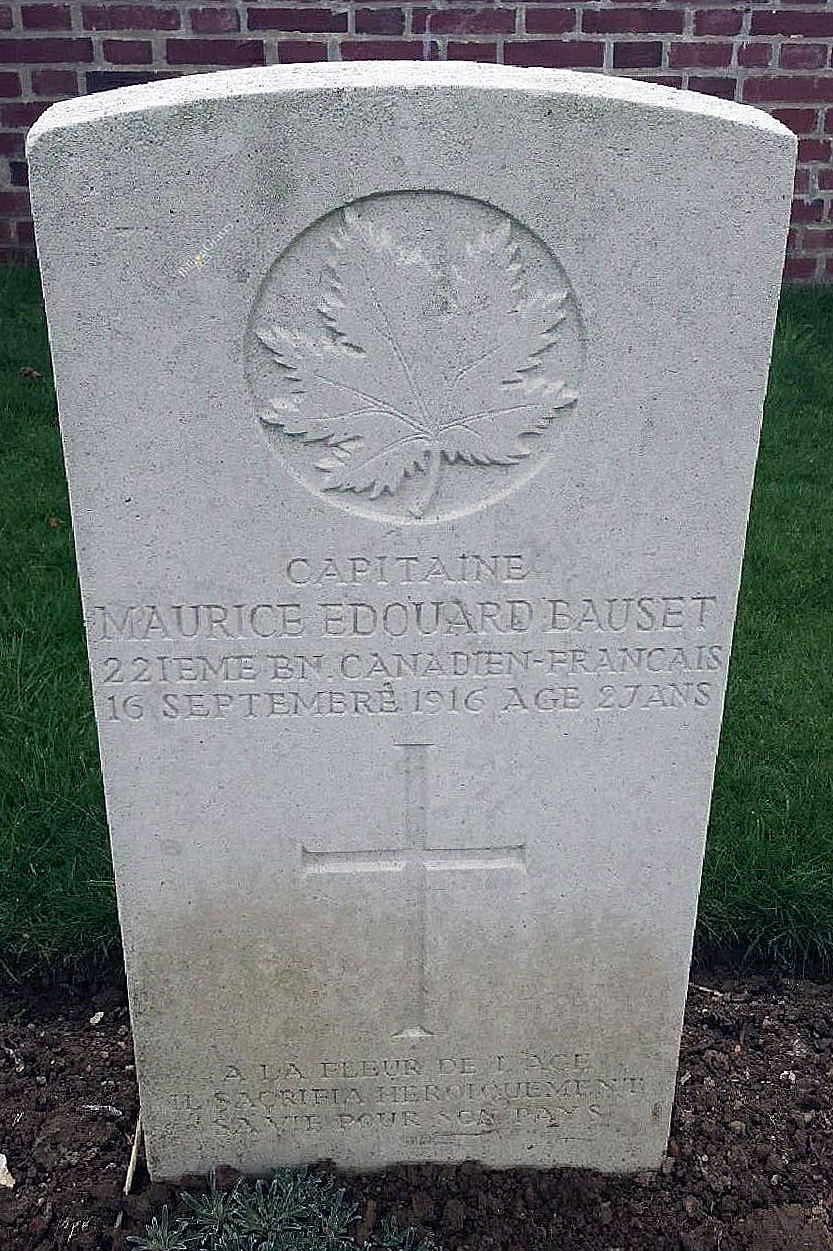 CAPITAINE
MAURICE EDOUARD BAUSET
22IEME BN. CANADIEN-FRANCAIS
16 SEPTEMBRE 1916 AGE ANS
A LA FLEUR DE L'AGE
IL SACRIFIA HEROIQUEMENT
SA VIE POUR SON PAYS